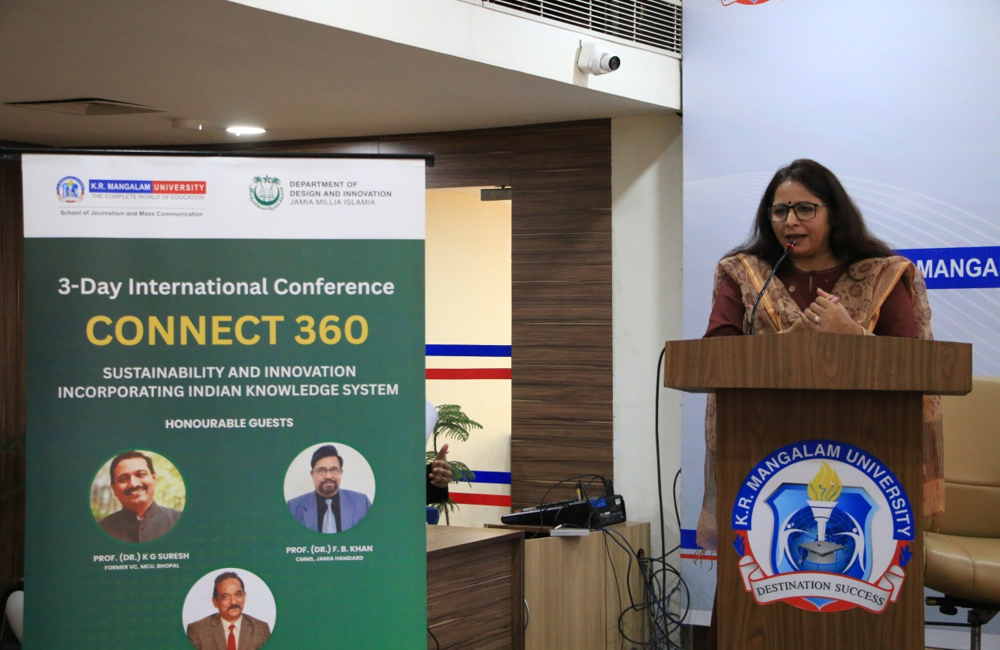 K.R. MANGALAM UNIVERSITY
THE COMPLETE WORLD OF EDUCATION
School of Journalism and Mass Communication
DEPARTMENT OF
DESIGN AND INNOVATION
JAMIA MILLIA ISLAMIA
3-Day International Conference
CONNECT 360
SUSTAINABILITY AND INNOVATION
INCORPORATING INDIAN KNOWLEDGE SYSTEM
HONOURABLE GUESTS
PROF. (DR.) K G SURESH
FORMER VC, MCU, BHOPAL
PROF. (DR.) F. B. KHAN
CMMS, JAMIA HAMDARD
MANGA
K.R. MANGALAM UNIVERSITY
DESTINATION SUCCESS